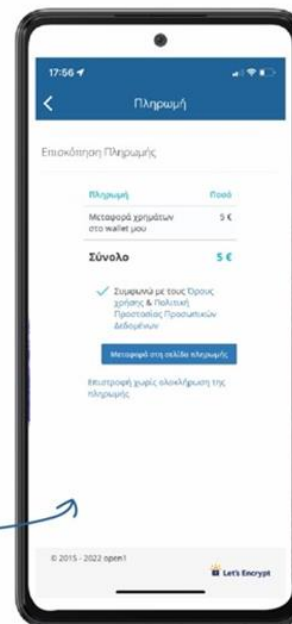 17:56
Πληρωμή
Επισκόπηση Πληρωμής
Πληρωμή Ποσό
Μεταφορά χρημάτων 5 €
στο wallet μου
Σύνολο 5 €
Συμφωνώ με τους Όρους
χρήσης & Πολιτική
Προστασίας Προσωπικών
Δεδομένων
Μεταφορά στη σελίδα πληρωμής
Επιστροφή χωρίς ολοκλήρωση της
πληρωμής
© 2015 - 2022 open1
Let's Encrypt